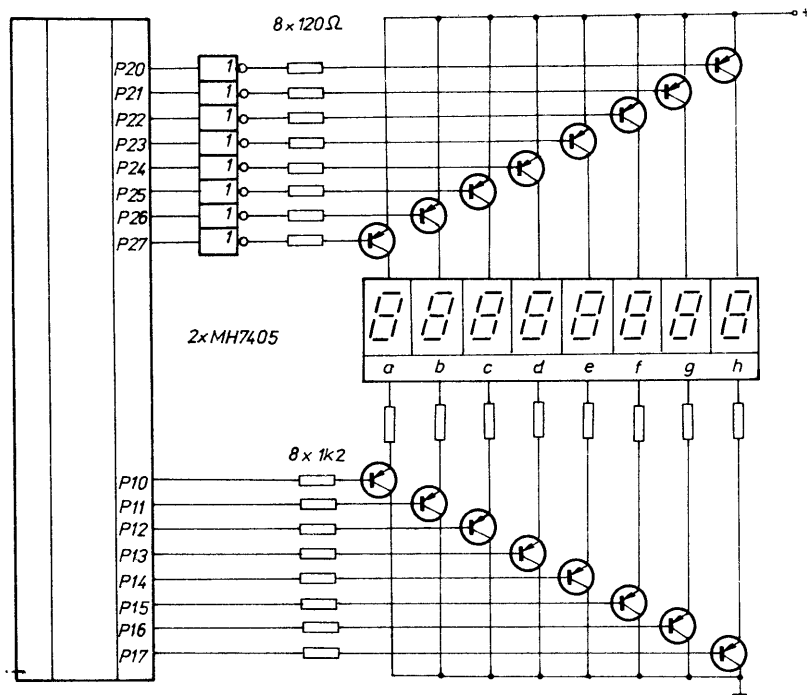 8 x 120Ω
+
P20 1
P21 1
P22 1
P23 1
P24 1
P25 1
P26 1
P27 1
2xMH7405
a b c d e f g h
8 x 1k2
P10
P11
P12
P13
P14
P15
P16
P17